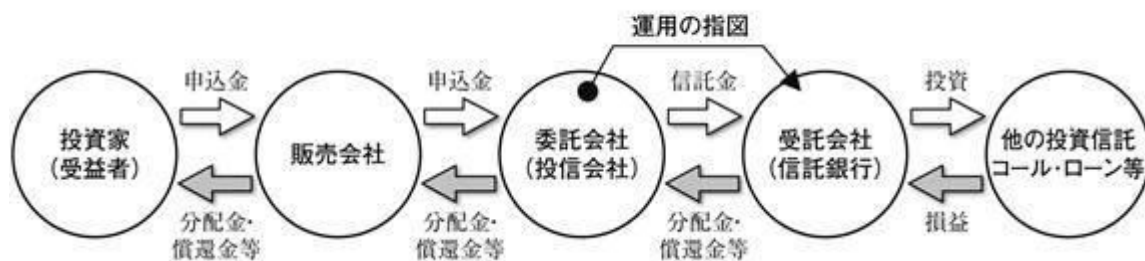 運用の指図
申込金
申込金
信託金
投資
投資家
(受益者)
販売会社
委託会社
(投信会社)
受託会社
(信託銀行)
他の投資信託
コール・ローン等
分配金・
償還金等
分配金・
償還金等
分配金・
償還金等
損益